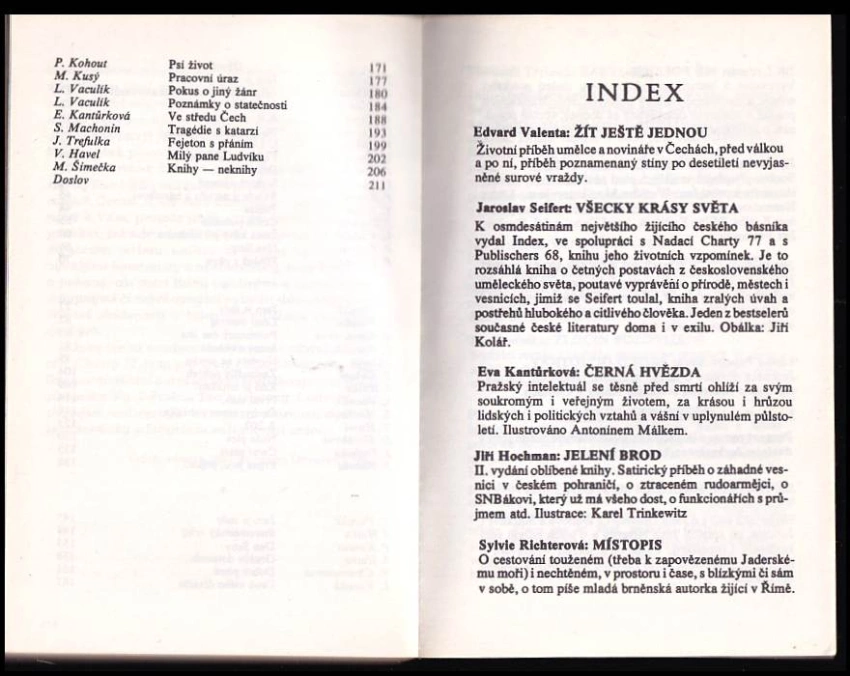 P. Kohout Psí život 171
M. Kusý Pracovní úraz 177
L. Vaculík Pokus o jiný žánr 180
L. Vaculík Poznámky o statečnosti 184
E. Kantůrková Ve středu Čech 188
S. Machonin Tragédie s katarzí 193
J. Trefulka Fejeton s přáním 199
V. Havel Milý pane Ludvíku 202
M. Šimečka Knihy — neknihy 206
Doslov 211
INDEX
Edvard Valenta: ŽÍT JEŠTĚ JEDNOU
Životní příběh umělce a novináře v Čechách, před válkou
a po ní, příběh poznamenaný stíny po desetiletí nevyjas-
něné surové vraždy.
Jaroslav Seifert: VŠECKY KRÁSY SVĚTA
K osmdesátinám největšího žijícího českého básníka
vydal Index, ve spolupráci s Nadací Charty 77 a s
Publischers 68, knihu jeho životních vzpomínek. Je to
rozsáhlá kniha o četných postavách z československého
uměleckého světa, poutavé vyprávění o přírodě, městech i
vesnicích, jimiž se Seifert toulal, kniha zralých úvah a
postřehů hlubokého a citlivého člověka. Jeden z bestselerů
současné české literatury doma i v exilu. Obálka: Jiří
Kolář.
Eva Kantůrková: ČERNÁ HVĚZDA
Pražský intelektuál se těsně před smrtí ohlíží za svým
soukromým i veřejným životem, za krásou i hrůzou
lidských i politických vztahů a vášní v uplynulém půlsto-
letí. Ilustrováno Antonínem Málkem.
Jiří Hochman: JELENÍ BROD
II. vydání oblíbené knihy. Satirický příběh o záhadné ves-
nici v českém pohraničí, o ztraceném rudoarmějci, o
SNBákovi, který už má všeho dost, o funkcionářích s prů-
jmem atd. Ilustrace: Karel Trinkewitz
Sylvie Richterová: MÍSTOPIS
O cestování touženém (třeba k zapovězenému Jaderské-
mu moři) i nechtěném, v prostoru i čase, s blízkými či sám
v sobě, o tom píše mladá brněnská autorka žijící v Římě.